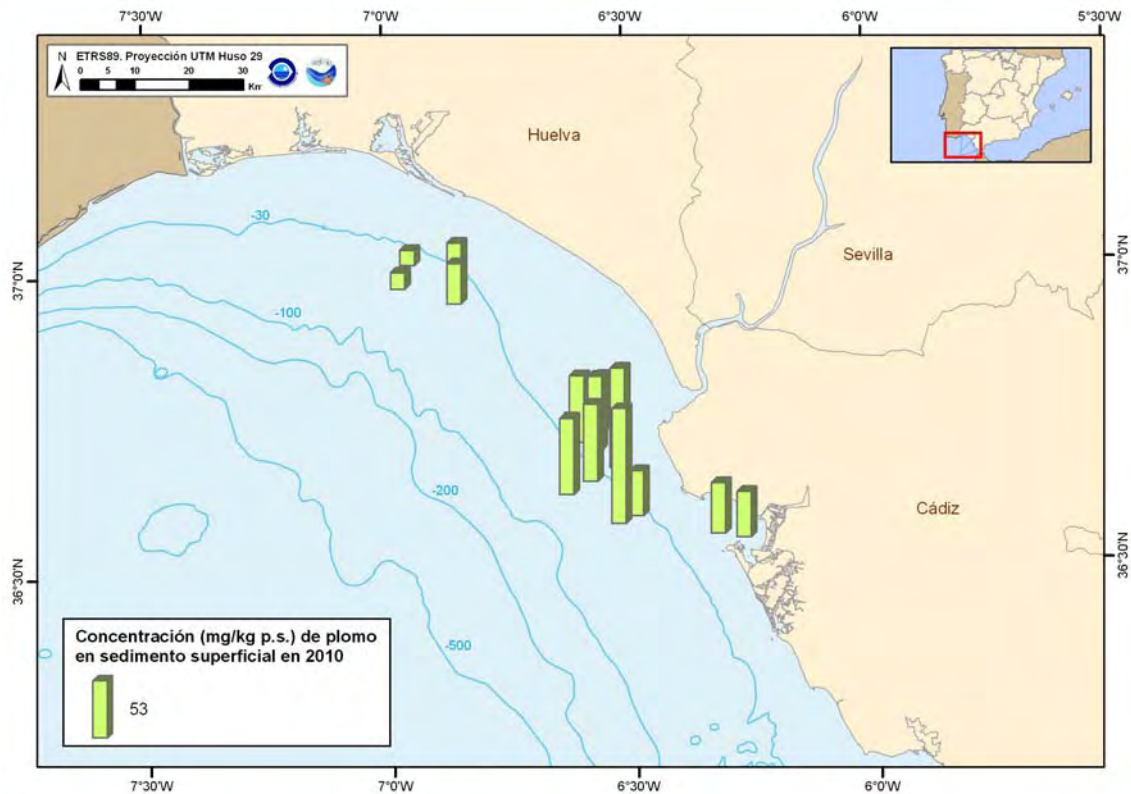 7°30'W 7°0'W 6°30'W 6°0'W 5°30'W
N ETRS89. Proyección UTM Huso 29
0 5 10 20 30
Km
Huelva
Sevilla
Cádiz
-30
-100
-200
-500
37°0'N
37°0'N
36°30'N
36°30'N
Concentración (mg/kg p.s.) de plomo
en sedimento superficial en 2010
53
7°30'W 7°0'W 6°30'W 6°0'W